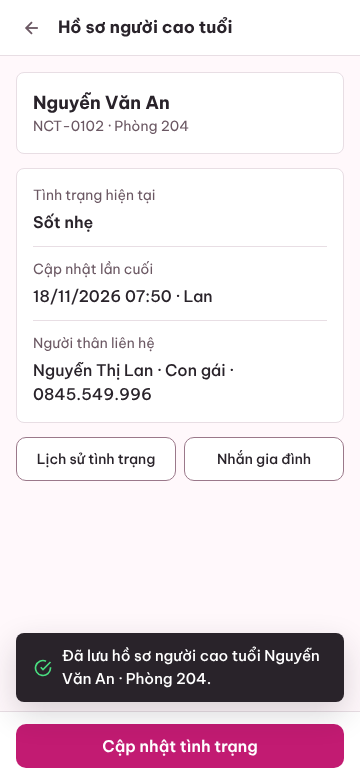 Hồ sơ người cao tuổi
Nguyễn Văn An
NCT-0102 · Phòng 204
Tình trạng hiện tại
Sốt nhẹ
Cập nhật lần cuối
18/11/2026 07:50 · Lan
Người thân liên hệ
Nguyễn Thị Lan · Con gái ·
0845.549.996
Lịch sử tình trạng
Nhắn gia đình
Đã lưu hồ sơ người cao tuổi Nguyễn
Văn An · Phòng 204.
Cập nhật tình trạng